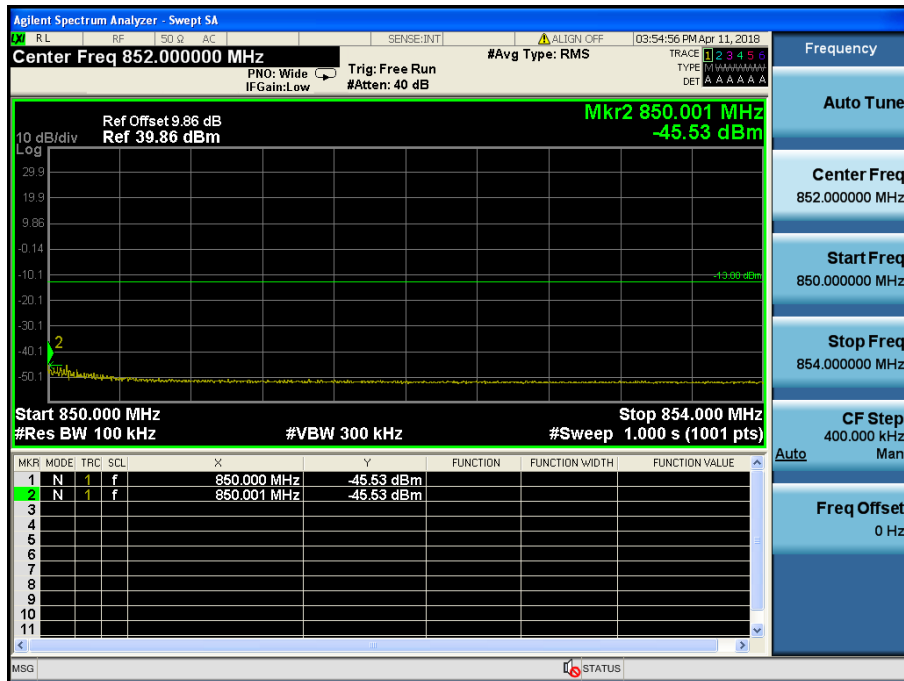 Agilent Spectrum Analyzer - Swept SA
LXI RL RF 50 Ω AC SENSE:INT ALIGN OFF 03:54:56 PM Apr 11, 2018
Center Freq 852.000000 MHz #Avg Type: RMS TRACE 1 2 3 4 5 6
PNO: Wide Trig: Free Run TYPE M W W W W W
IFGain:Low #Atten: 40 dB DET A A A A A A
Frequency
Auto Tune
Center Freq
852.000000 MHz
Start Freq
850.000000 MHz
Stop Freq
854.000000 MHz
CF Step
400.000 kHz
Auto Man
Freq Offset
0 Hz
Mkr2 850.001 MHz
Ref Offset 9.86 dB
10 dB/div Ref 39.86 dBm -45.53 dBm
Log
29.9
19.9
9.86
-0.14
-10.1
-13.00 dBm
-20.1
-30.1
2
-40.1
-50.1
Start 850.000 MHz Stop 854.000 MHz
#Res BW 100 kHz #VBW 300 kHz #Sweep 1.000 s (1001 pts)
MKR MODE TRC SCL X Y FUNCTION FUNCTION WIDTH FUNCTION VALUE
1 N 1 f 850.000 MHz -45.53 dBm
2 N 1 f 850.001 MHz -45.53 dBm
3
4
5
6
7
8
9
10
11
MSG STATUS